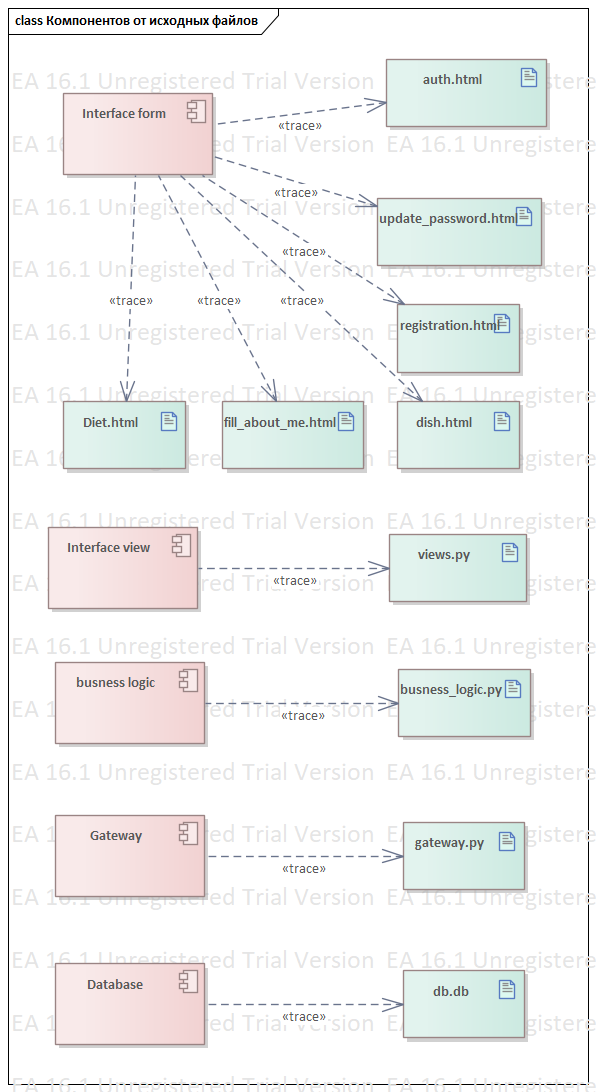 class Компонентов от исходных файлов
EA 16.1 Unregistered Trial Version EA 16.1 Unregistered
auth.html
Interface form
«trace»
«trace»
update_password.html
«trace»
«trace»
«trace»
«trace»
registration.html
Diet.html
fill_about_me.html
dish.html
Interface view
views.py
«trace»
busness logic
busness_logic.py
«trace»
Gateway
gateway.py
«trace»
Database
db.db
«trace»